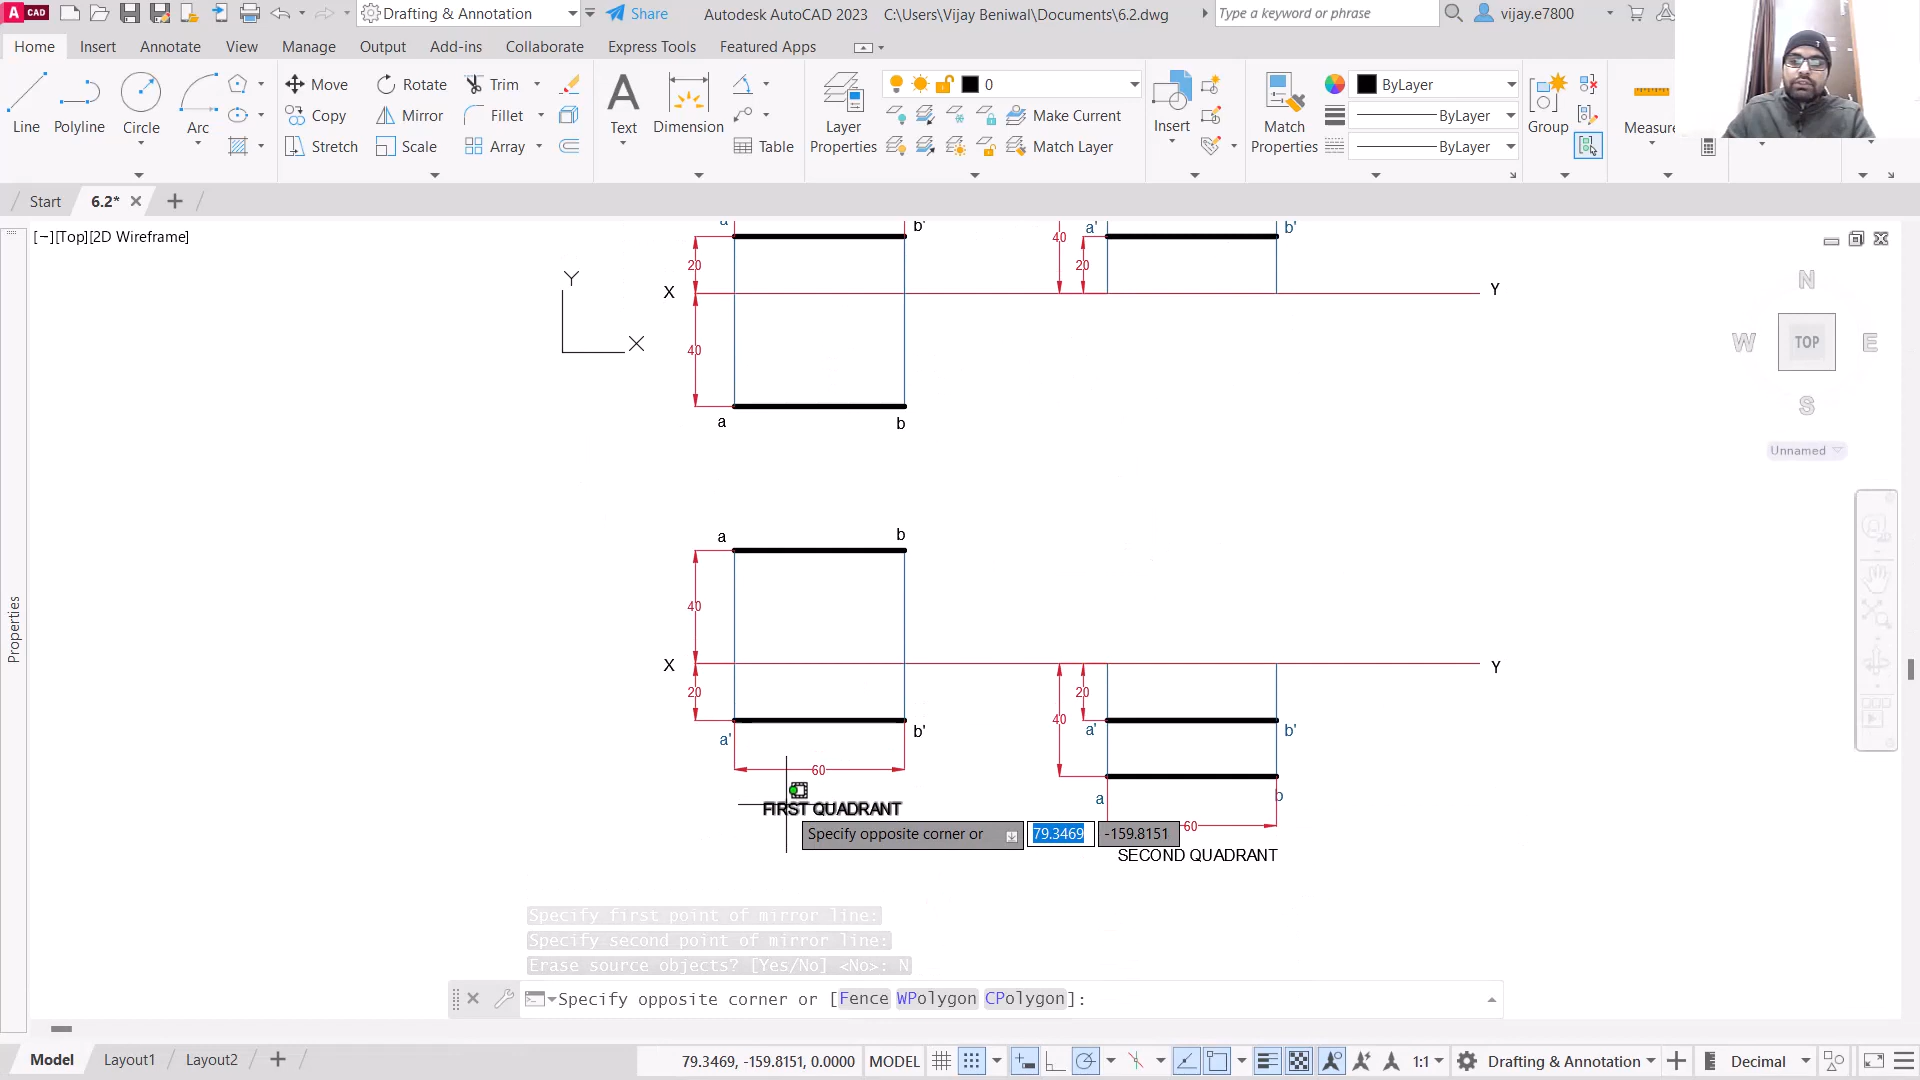 A CAD Drafting & Annotation Share Autodesk AutoCAD 2023 C:\Users\Vijay Beniwal\Documents\6.2.dwg Type a keyword or phrase vijay.e7800
Home Insert Annotate View Manage Output Add-ins Collaborate Express Tools Featured Apps
Move Rotate Trim 0 ByLayer
Copy Mirror Fillet Make Current ByLayer
Line Polyline Circle Arc Text Dimension Layer Properties Insert Match Properties Group Measure
Stretch Scale Array Table Match Layer ByLayer
Start 6.2*
[−][Top][2D Wireframe]
a' b' 40 a' b'
20 20
X Y
Y
X
40
a b
N
W TOP E
S
Unnamed
a b
40
X Y
20 20
40
a' b' a' b'
60
a b
FIRST QUADRANT
Specify opposite corner or 79.3469 -159.8151 60
SECOND QUADRANT
Properties
Specify first point of mirror line:
Specify second point of mirror line:
Erase source objects? [Yes/No] <No>: N
Specify opposite corner or [Fence WPolygon CPolygon]:
Model Layout1 Layout2 79.3469, -159.8151, 0.0000 MODEL 1:1 Drafting & Annotation Decimal